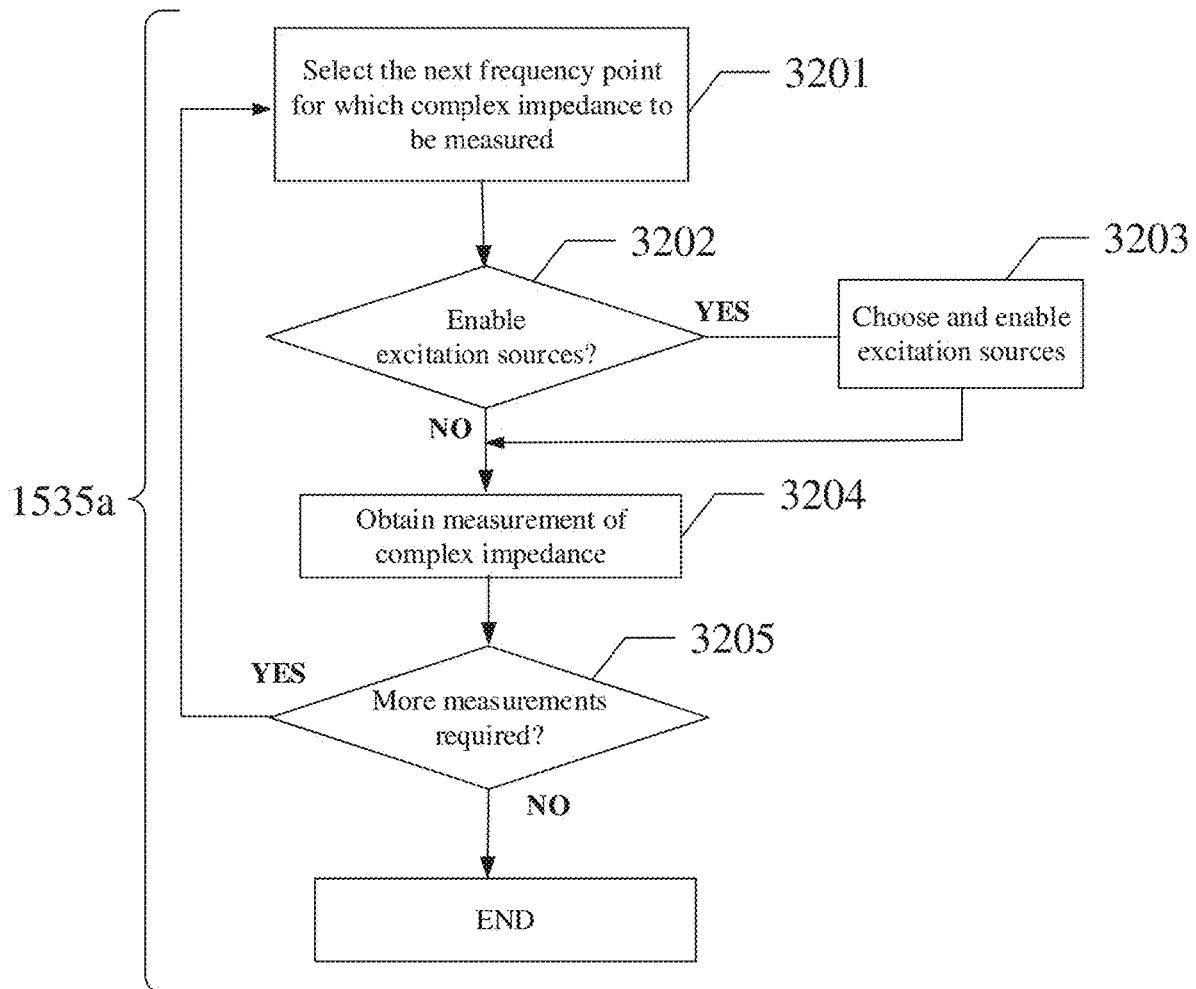 Select the next frequency point
for which complex impedance to
be measured
3201
3202
3203
Enable
excitation sources?
YES
Choose and enable
excitation sources
NO
1535a
Obtain measurement of
complex impedance
3204
3205
YES
More measurements
required?
NO
END